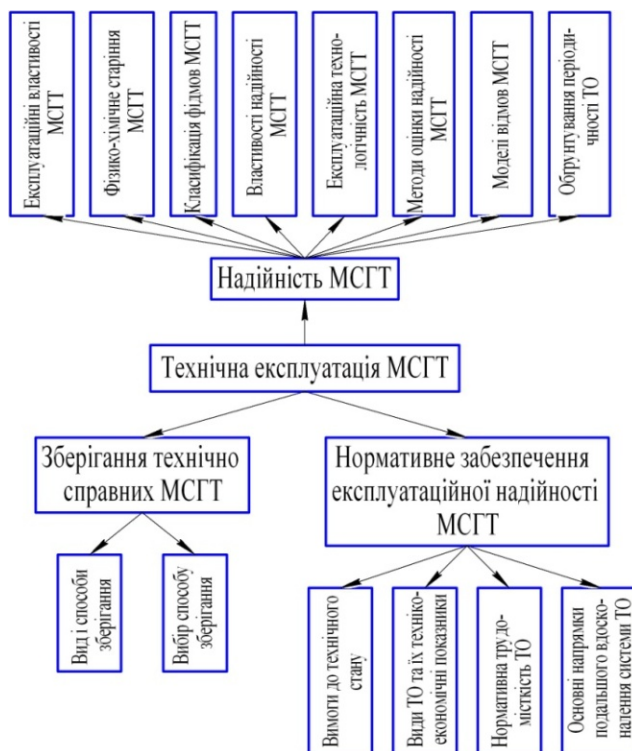 Експлуатаційні властивості
МСГТ
Фізико-хімічне старіння
МСГТ
Класифікація фідмов МСГТ
Властивості надійності
МСГТ
Експлуатаційна техно-
логічність МСГТ
Методи оцінки надійності
МСГТ
Моделі відмов МСГТ
Обґрунтування періоди-
чності ТО
Надійність МСГТ
Технічна експлуатація МСГТ
Зберігання технічно
справних МСГТ
Нормативне забезпечення
експлуатаційної надійності
МСГТ
Вид і способи
зберігання
Вибір способу
зберігання
Вимоги до технічного
стану
Види ТО та їх техніко-
економічні показники
Нормативна трудо-
місткість ТО
Основні напрямки
подальшого вдоско-
налення системи ТО